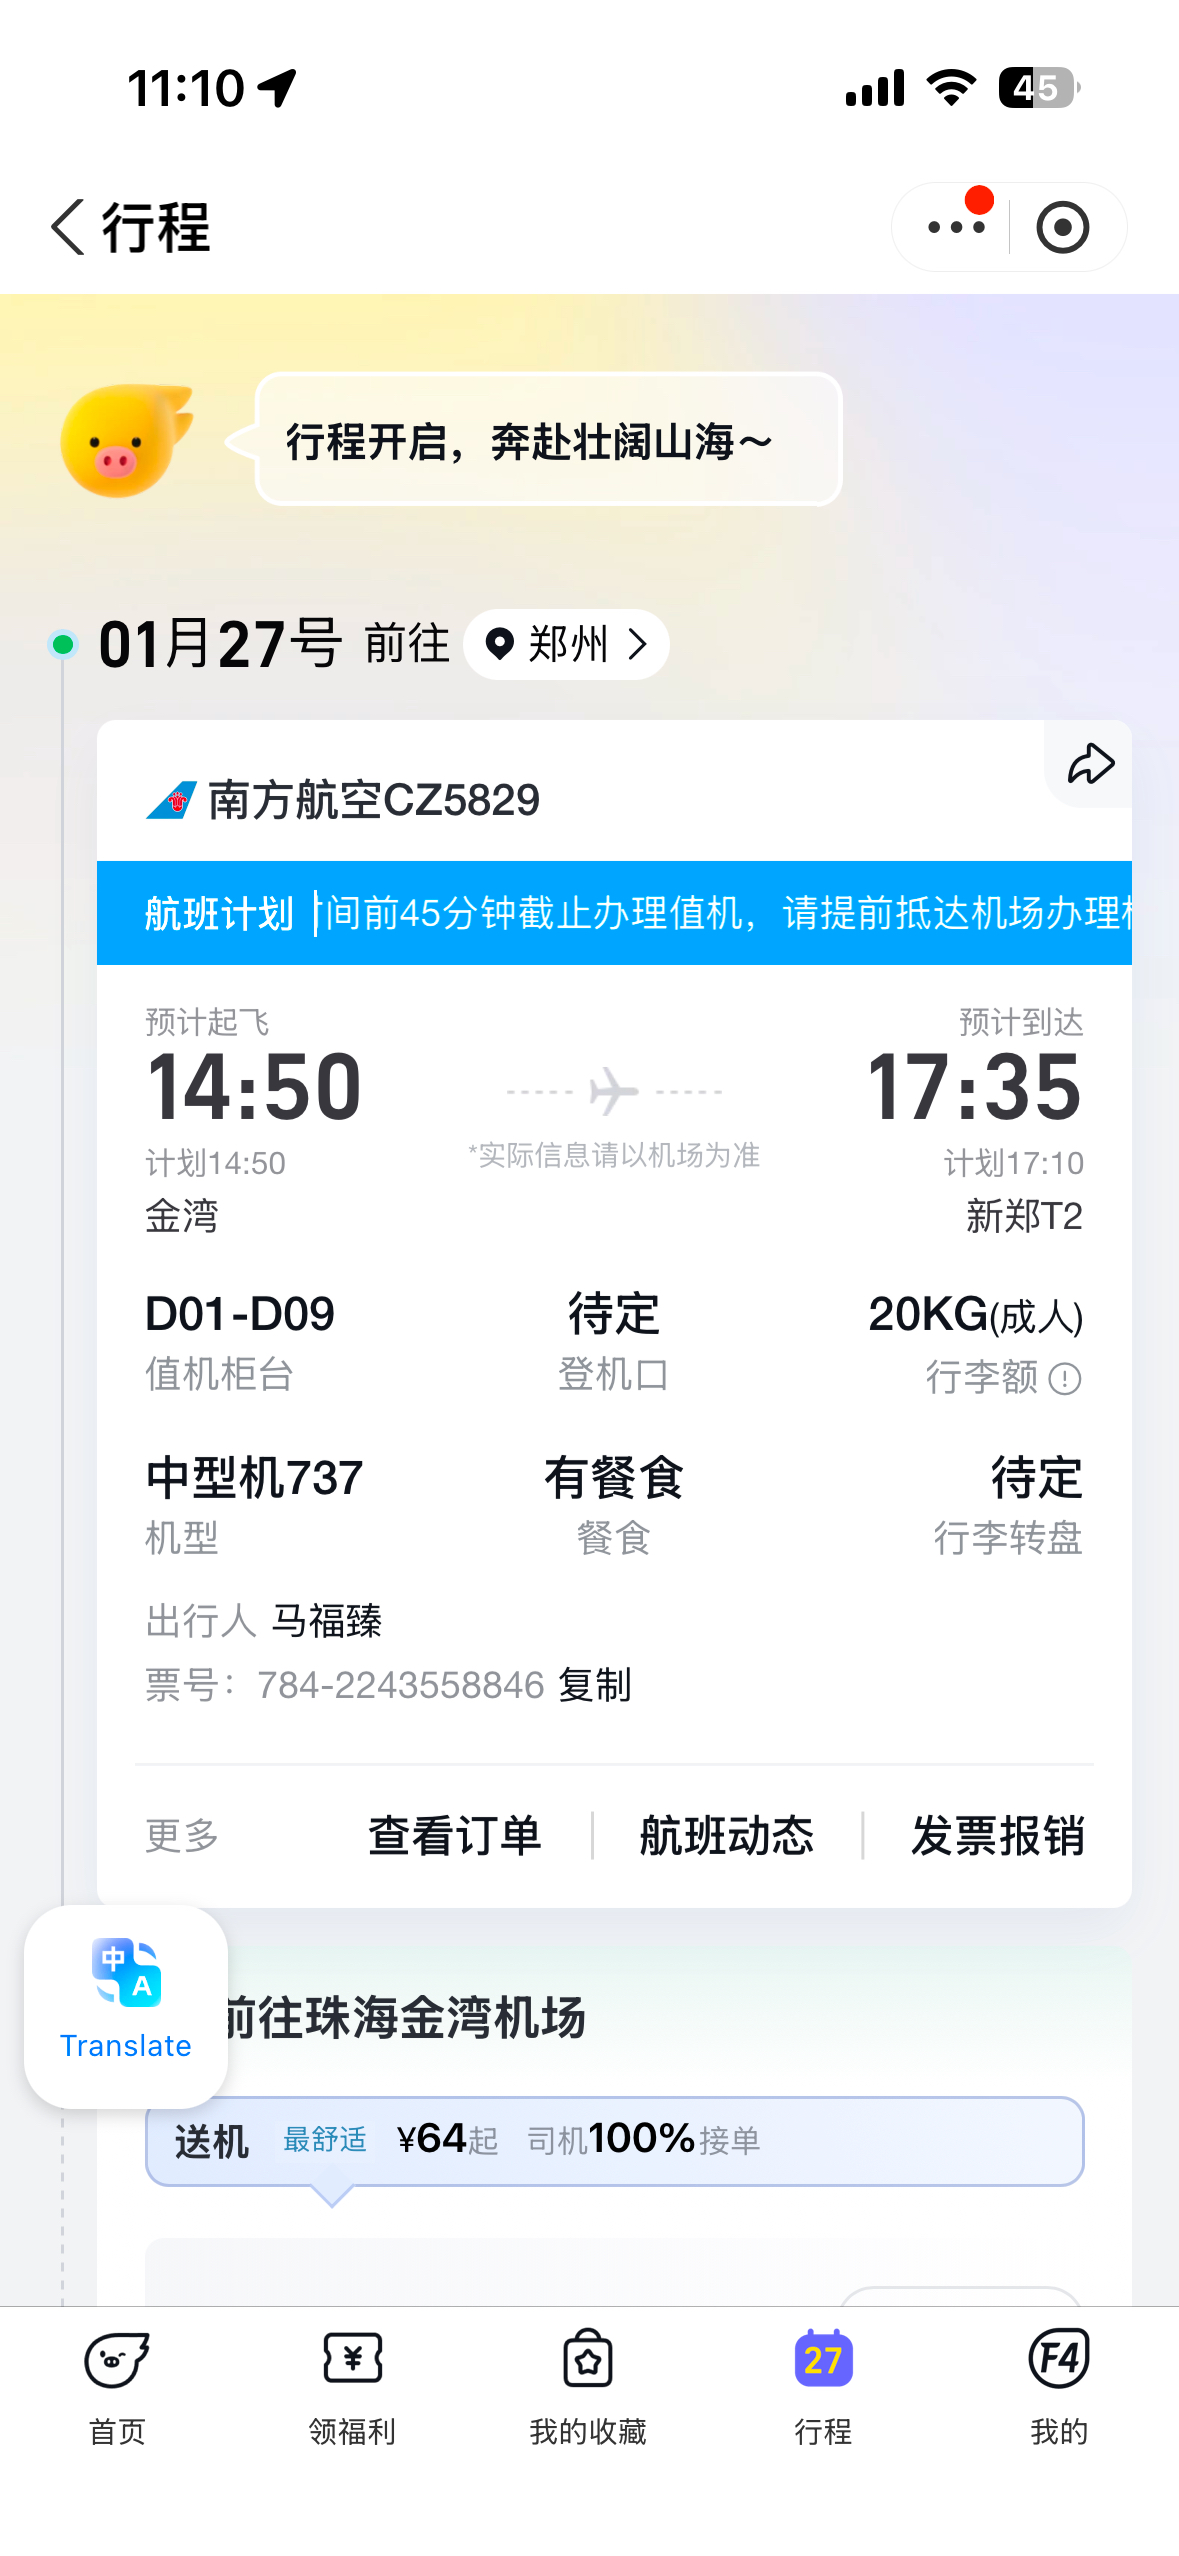 11:10
45
行程
行程开启，奔赴壮阔山海～
01月27号 前往 郑州
南方航空CZ5829
航班计划 间前45分钟截止办理值机，请提前抵达机场办理
预计起飞 预计到达
14:50 17:35
*实际信息请以机场为准
计划14:50 计划17:10
金湾 新郑T2
D01-D09 待定 20KG(成人)
值机柜台 登机口 行李额
中型机737 有餐食 待定
机型 餐食 行李转盘
出行人 马福臻
票号：784-2243558846 复制
更多 查看订单 航班动态 发票报销
中 A
Translate
前往珠海金湾机场
送机 最舒适 ¥64起 司机100%接单
¥ 27 F4
首页 领福利 我的收藏 行程 我的